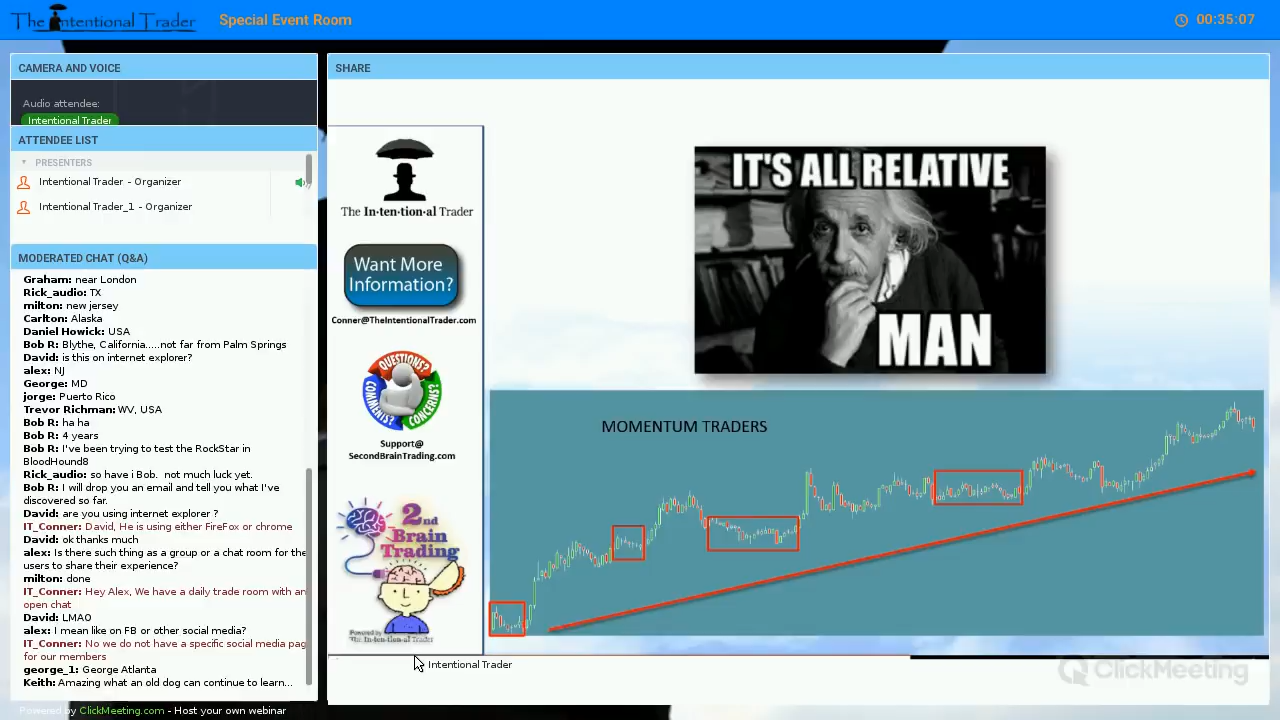 The Intentional Trader
Special Event Room
00:35:07
CAMERA AND VOICE
Audio attendee:
Intentional Trader
ATTENDEE LIST
PRESENTERS
Intentional Trader - Organizer
Intentional Trader_1 - Organizer
MODERATED CHAT (Q&A)
Graham: near London
Rick_audio: TX
milton: new jersey
Carlton: Alaska
Daniel Howick: USA
Bob R: Blythe, California.....not far from Palm Springs
David: is this on internet explorer?
alex: NJ
George: MD
jorge: Puerto Rico
Trevor Richman: WV, USA
Bob R: ha ha
Bob R: 4 years
Bob R: I've been trying to test the RockStar in
BloodHound8
Rick_audio: so have i Bob. not much luck yet.
Bob R: I will drop you an email and tell you what I've
discovered so far.
David: are you using internet explorer ?
IT_Conner: David, He is using either FireFox or chrome
David: ok thanks much
alex: Is there such thing as a group or a chat room for the
users to share their experience?
milton: done
IT_Conner: Hey Alex, We have a daily trade room with an
open chat
David: LMAO
alex: I mean like on FB or other social media?
IT_Conner: No we do not have a specific social media pag
for our members
george_1: George Atlanta
Keith: Amazing what an old dog can continue to learn...
Powered by ClickMeeting.com - Host your own webinar
SHARE
The In·ten·tion·al Trader
Want More
Information?
Conner@TheIntentionalTrader.com
QUESTIONS?
COMMENTS?
CONCERNS?
Support@
SecondBrainTrading.com
2nd
Brain
Trading
Powered by
The In·ten·tion·al Trader
IT'S ALL RELATIVE
MAN
MOMENTUM TRADERS
Intentional Trader
ClickMeeting